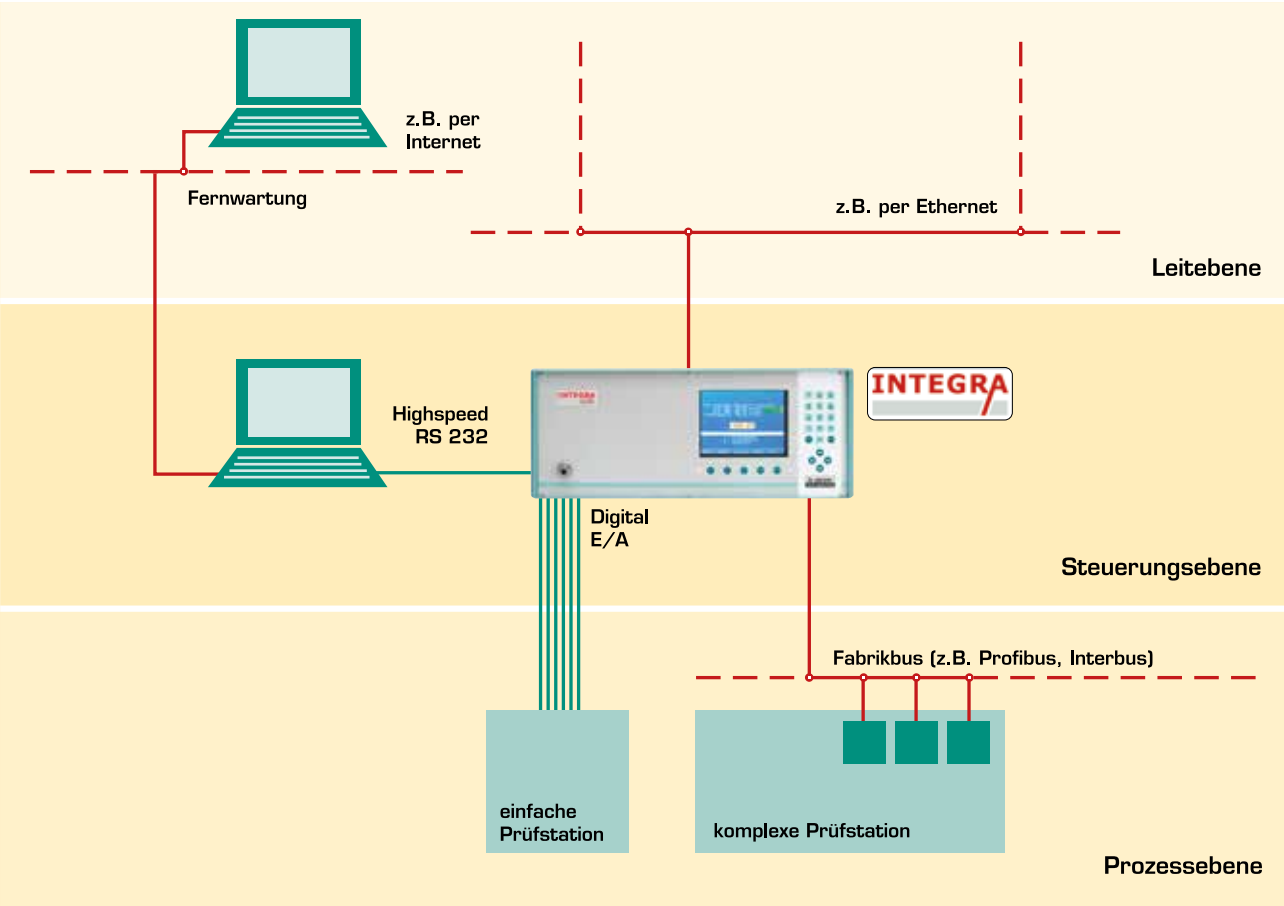 z.B. per
Internet
Fernwartung
z.B. per Ethernet
Leitebene
INTEGRA
INTEGRA
Highspeed
RS 232
Digital
E/A
Steuerungsebene
Fabrikbus (z.B. Profibus, Interbus)
einfache
Prüfstation
komplexe Prüfstation
Prozessebene